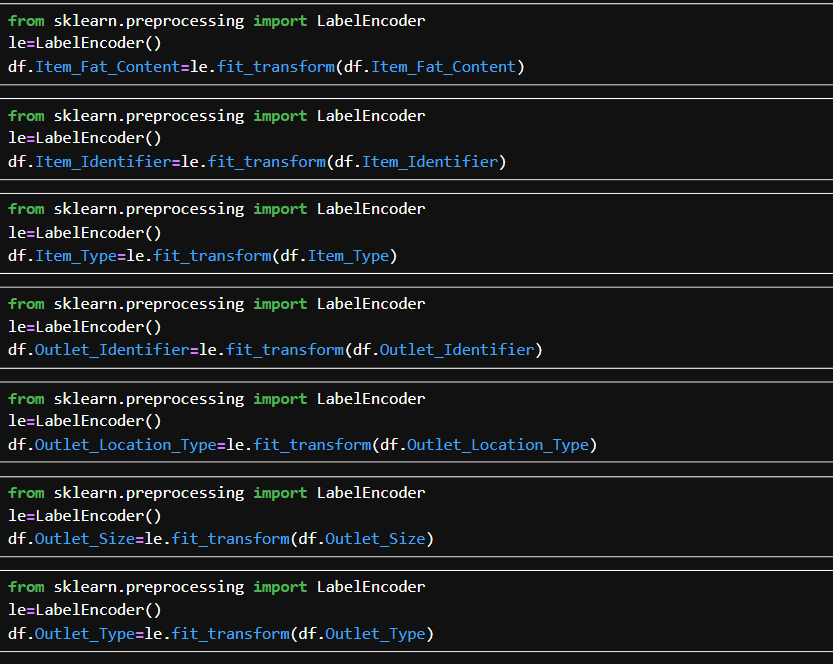 from sklearn.preprocessing import LabelEncoder
le=LabelEncoder()
df.Item_Fat_Content=le.fit_transform(df.Item_Fat_Content)
from sklearn.preprocessing import LabelEncoder
le=LabelEncoder()
df.Item_Identifier=le.fit_transform(df.Item_Identifier)
from sklearn.preprocessing import LabelEncoder
le=LabelEncoder()
df.Item_Type=le.fit_transform(df.Item_Type)
from sklearn.preprocessing import LabelEncoder
le=LabelEncoder()
df.Outlet_Identifier=le.fit_transform(df.Outlet_Identifier)
from sklearn.preprocessing import LabelEncoder
le=LabelEncoder()
df.Outlet_Location_Type=le.fit_transform(df.Outlet_Location_Type)
from sklearn.preprocessing import LabelEncoder
le=LabelEncoder()
df.Outlet_Size=le.fit_transform(df.Outlet_Size)
from sklearn.preprocessing import LabelEncoder
le=LabelEncoder()
df.Outlet_Type=le.fit_transform(df.Outlet_Type)